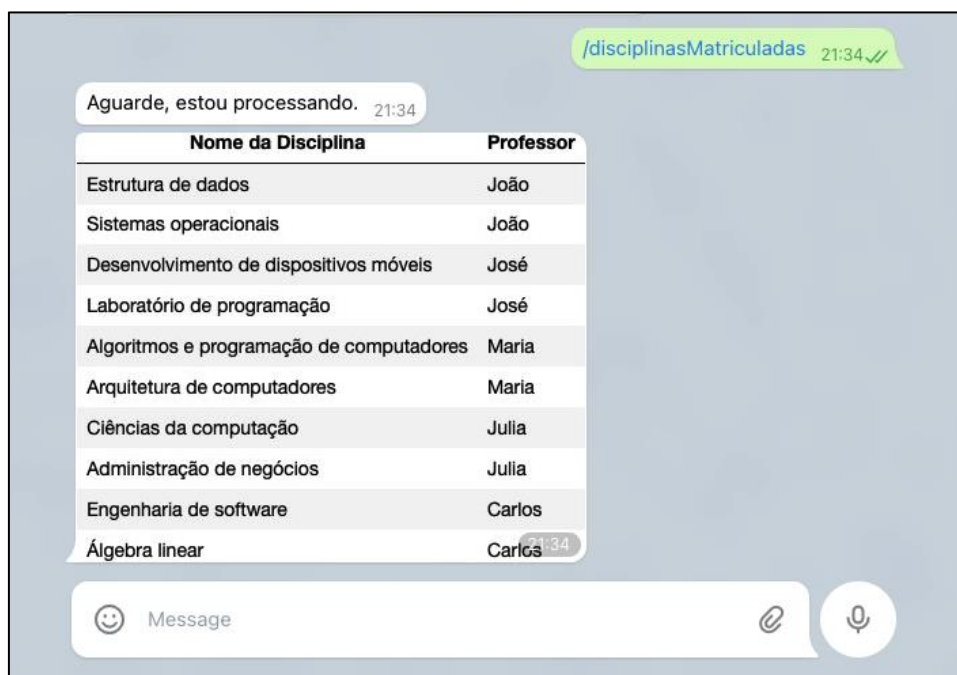 /disciplinasMatriculadas 21:34
Aguarde, estou processando. 21:34
Nome da Disciplina Professor
Estrutura de dados João
Sistemas operacionais João
Desenvolvimento de dispositivos móveis José
Laboratório de programação José
Algoritmos e programação de computadores Maria
Arquitetura de computadores Maria
Ciências da computação Julia
Administração de negócios Julia
Engenharia de software Carlos
Álgebra linear Carlos 21:34
Message